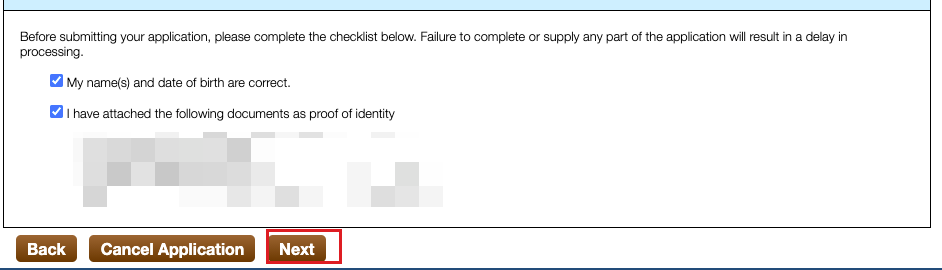 Before submitting your application, please complete the checklist below. Failure to complete or supply any part of the application will result in a delay in
processing.
My name(s) and date of birth are correct.
I have attached the following documents as proof of identity
Back
Cancel Application
Next